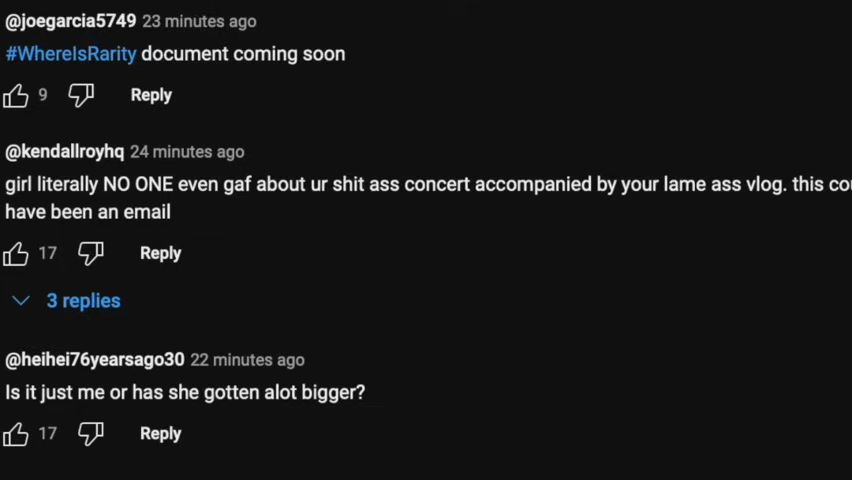 @joegarcia5749 23 minutes ago
#WhereIsRarity document coming soon
9 Reply
@kendallroyhq 24 minutes ago
girl literally NO ONE even gaf about ur shit ass concert accompanied by your lame ass vlog. this
have been an email
17 Reply
3 replies
@heihei76yearsago30 22 minutes ago
Is it just me or has she gotten alot bigger?
17 Reply